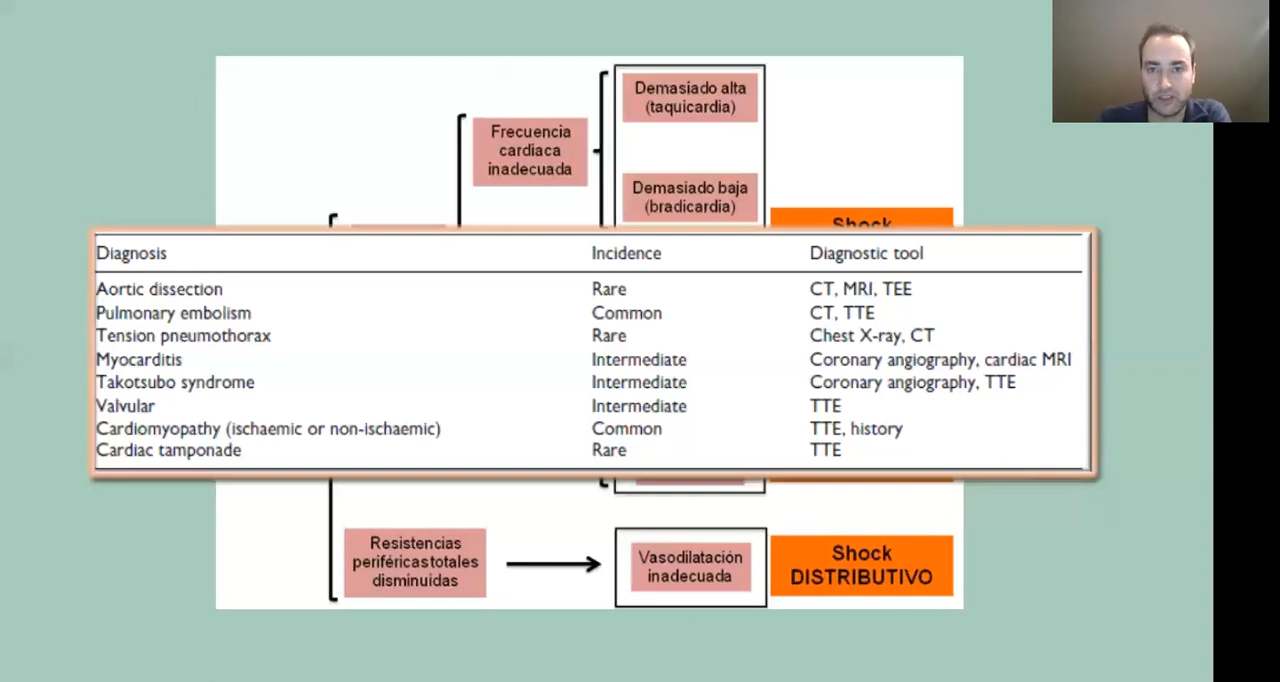 Demasiado alta
(taquicardia)
Frecuencia
cardíaca
inadecuada
Demasiado baja
(bradicardia)
Shock
Diagnosis Incidence Diagnostic tool
Aortic dissection Rare CT, MRI, TEE
Pulmonary embolism Common CT, TTE
Tension pneumothorax Rare Chest X-ray, CT
Myocarditis Intermediate Coronary angiography, cardiac MRI
Takotsubo syndrome Intermediate Coronary angiography, TTE
Valvular Intermediate TTE
Cardiomyopathy (ischaemic or non-ischaemic) Common TTE, history
Cardiac tamponade Rare TTE
Resistencias
periféricas totales
disminuidas
Vasodilatación
inadecuada
Shock
DISTRIBUTIVO